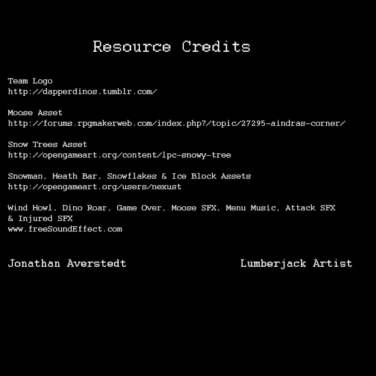 Resource Credits
Team Logo
http://dapperdinos.tumblr.com/
Moose Asset
http://forums.rpgmakerweb.com/index.php?/topic/27295-aindras-corner/
Snow Trees Asset
http://opengameart.org/content/lpc-snowy-tree
Snowman, Heath Bar, Snowflakes & Ice Block Assets
http://opengameart.org/users/nexust
Wind Howl, Dino Roar, Game Over, Moose SFX, Menu Music, Attack SFX
& Injured SFX
www.freeSoundEffect.com
Jonathan Averstedt Lumberjack Artist